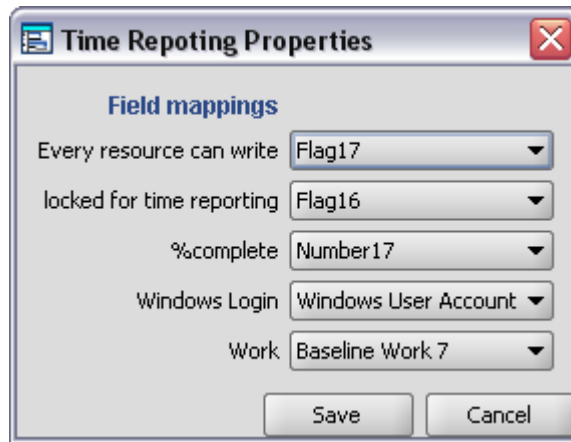 Time Repoting Properties
Field mappings
Every resource can write Flag17
locked for time reporting Flag16
%complete Number17
Windows Login Windows User Account
Work Baseline Work 7
Save Cancel